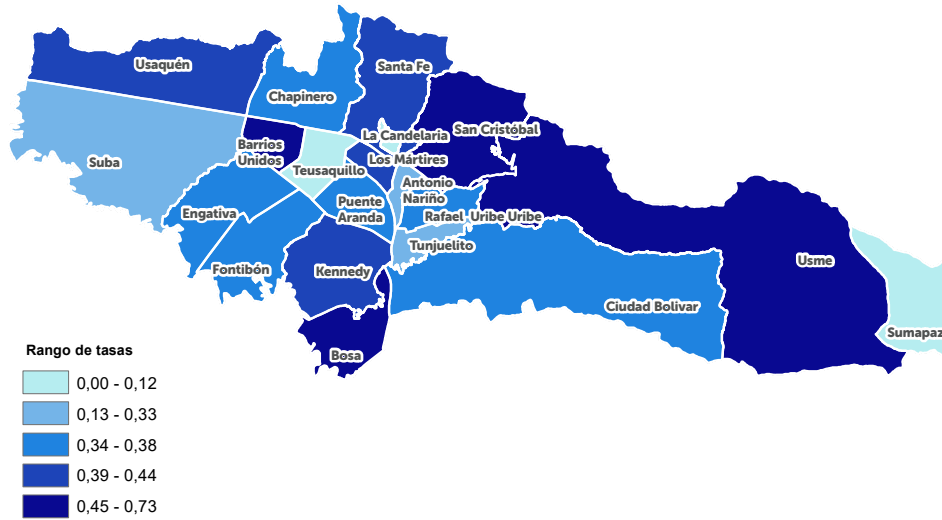 Usaquén
Santa Fe
Chapinero
La Candelaria
San Cristóbal
Barrios
Unidos
Los Mártires
Suba
Teusaquillo
Antonio
Nariño
Puente
Aranda
Engativa
Rafael Uribe Uribe
Tunjuelito
Usme
Fontibón
Kennedy
Ciudad Bolivar
Sumapaz
Bosa
Rango de tasas
0,00 - 0,12
0,13 - 0,33
0,34 - 0,38
0,39 - 0,44
0,45 - 0,73